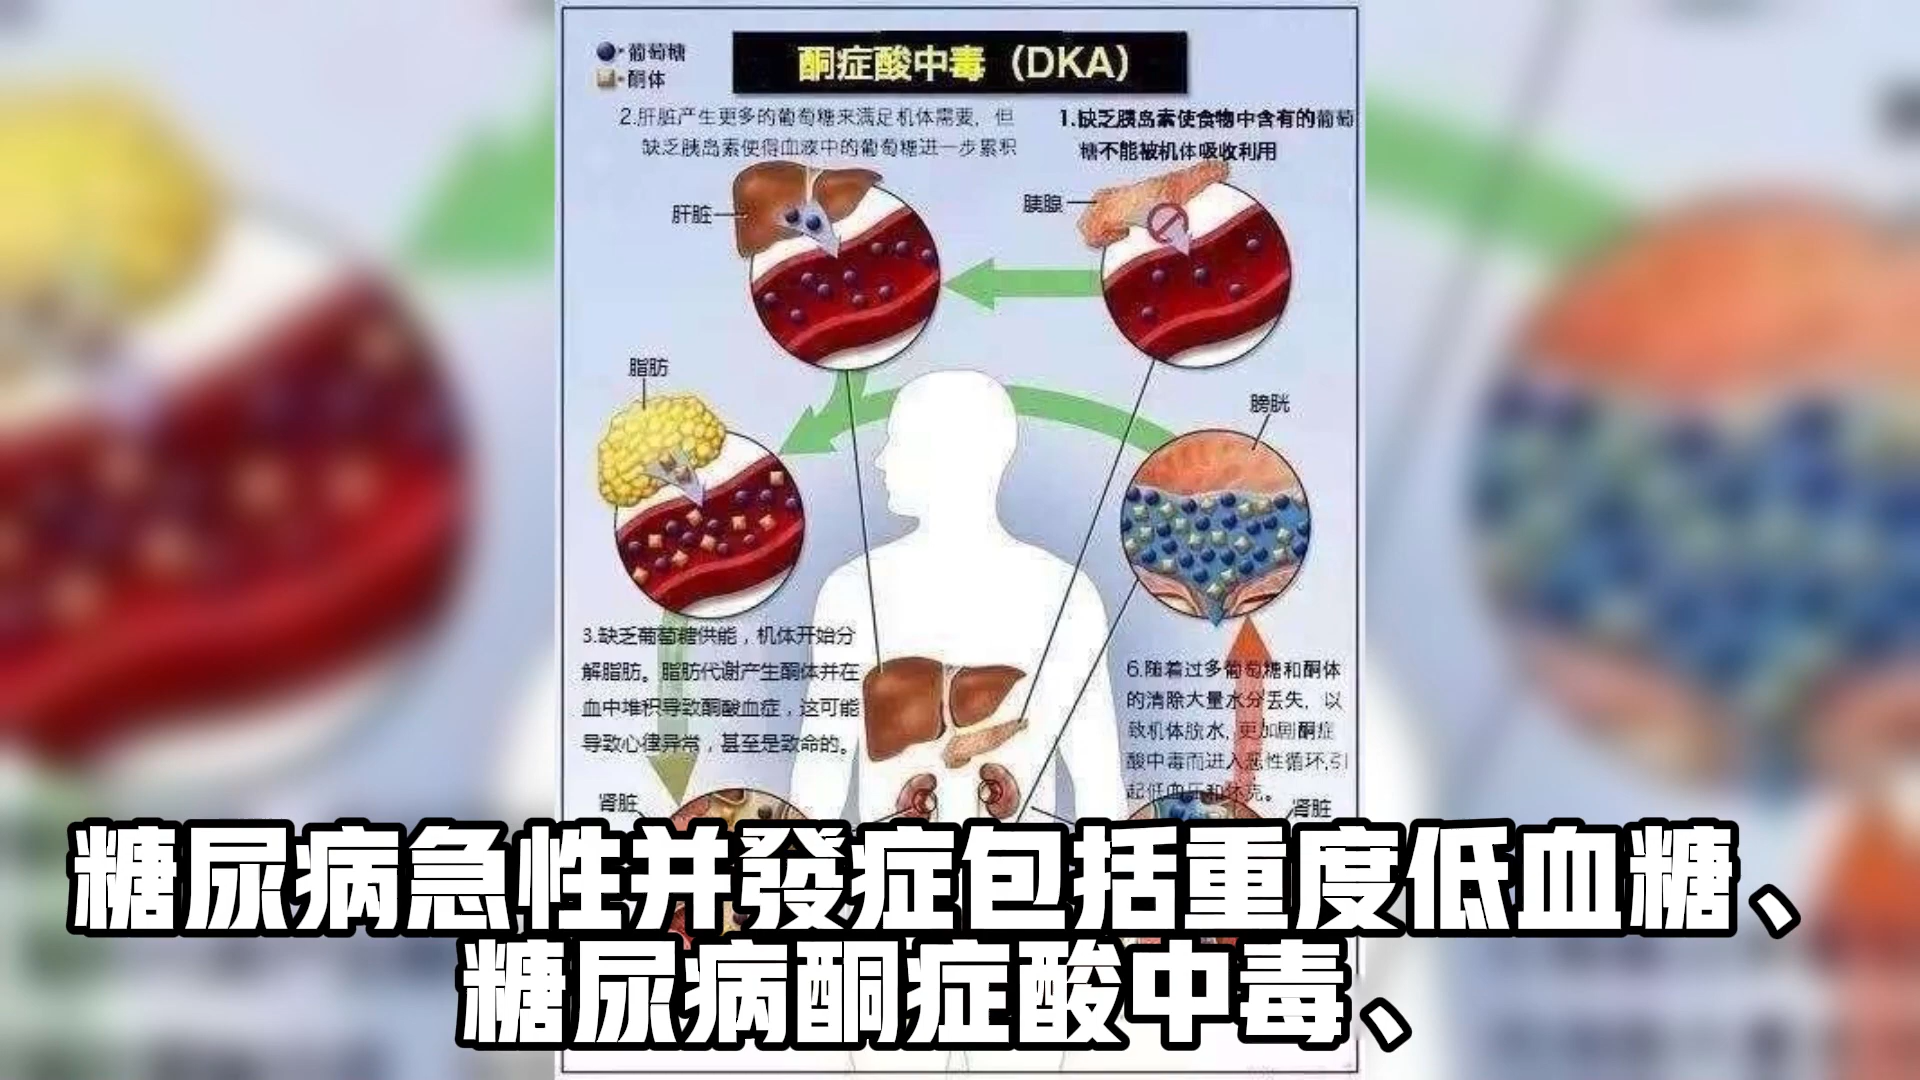 葡萄糖
酮体
酮症酸中毒（DKA）
2.肝脏产生更多的葡萄糖来满足机体需要，但
缺乏胰岛素使得血液中的葡萄糖进一步累积
1.缺乏胰岛素使食物中含有的葡萄
糖不能被机体吸收利用
肝脏
胰腺
脂肪
膀胱
3.缺乏葡萄糖供能，机体开始分
解脂肪。脂肪代谢产生酮体并在
血中堆积导致酮酸血症，这可能
导致心律异常，甚至是致命的。
6.随着过多葡萄糖和酮体
的清除大量水分丢失，以
致机体脱水，更加剧酮症
酸中毒而进入恶性循环,引
起低血压和休克。
肾脏
肾脏
糖尿病急性并發症包括重度低血糖、
糖尿病酮症酸中毒、